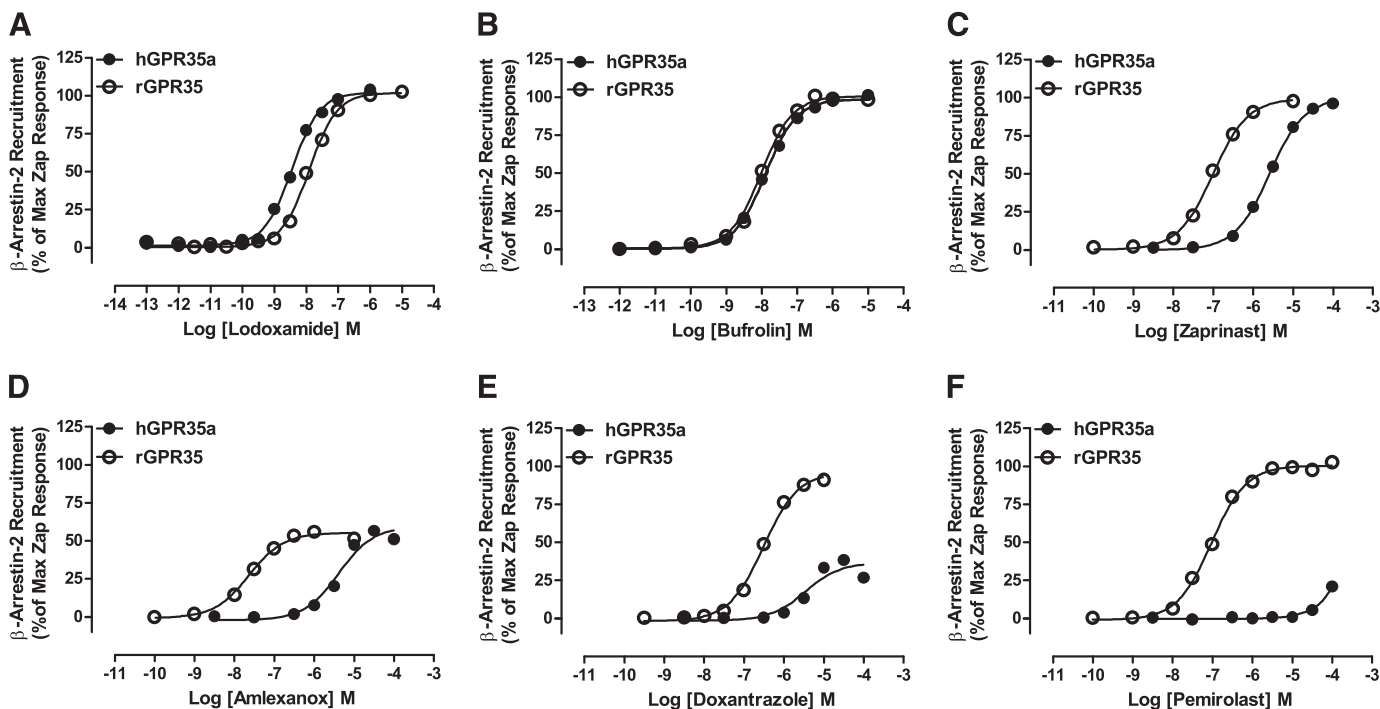 A
β-Arrestin-2 Recruitment
(% of Max Zap Response)
125
100
75
50
25
0
hGPR35a
rGPR35
-14 -13 -12 -11 -10 -9 -8 -7 -6 -5 -4
Log [Lodoxamide] M
B
β-Arrestin-2 Recruitment
(%of Max Zap Response)
125
100
75
50
25
0
hGPR35a
rGPR35
-13 -12 -11 -10 -9 -8 -7 -6 -5 -4
Log [Bufrolin] M
C
β-Arrestin-2 Recruitment
(%of Max Zap Response)
125
100
75
50
25
0
hGPR35a
rGPR35
-11 -10 -9 -8 -7 -6 -5 -4 -3
Log [Zaprinast] M
D
β-Arrestin-2 Recruitment
(%of Max Zap Response)
125
100
75
50
25
0
hGPR35a
rGPR35
-11 -10 -9 -8 -7 -6 -5 -4 -3
Log [Amlexanox] M
E
β-Arrestin-2 Recruitment
(% of Max Zap Response)
125
100
75
50
25
0
hGPR35a
rGPR35
-11 -10 -9 -8 -7 -6 -5 -4 -3
Log [Doxantrazole] M
F
β-Arrestin-2 Recruitment
(%of Max Zap Response)
125
100
75
50
25
0
hGPR35a
rGPR35
-11 -10 -9 -8 -7 -6 -5 -4 -3
Log [Pemirolast] M